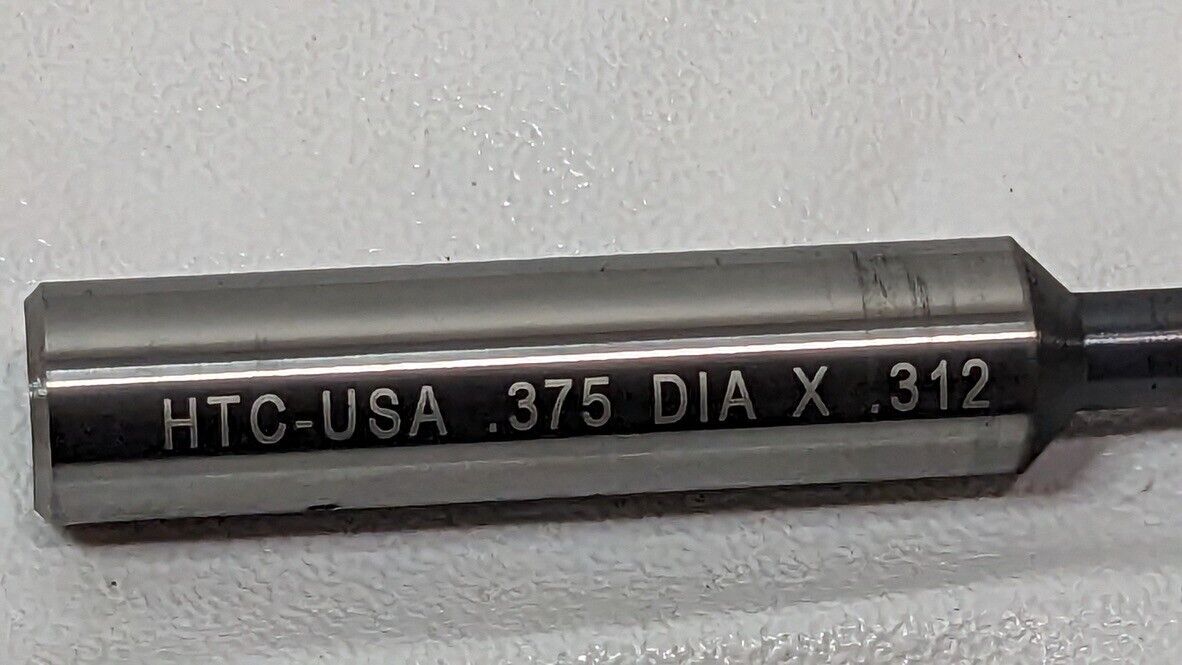 HTC-USA .375 DIA X .312